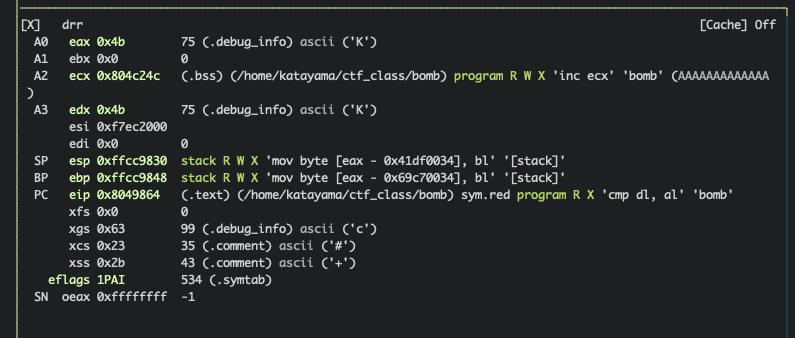 [X] drr [Cache] Off
A0 eax 0x4b 75 (.debug_info) ascii ('K')
A1 ebx 0x0 0
A2 ecx 0x804c24c (.bss) (/home/katayama/ctf_class/bomb) program R W X 'inc ecx' 'bomb' (AAAAAAAAAAAAA
)
A3 edx 0x4b 75 (.debug_info) ascii ('K')
esi 0xf7ec2000
edi 0x0 0
SP esp 0xffcc9830 stack R W X 'mov byte [eax - 0x41df0034], bl' '[stack]'
BP ebp 0xffcc9848 stack R W X 'mov byte [eax - 0x69c70034], bl' '[stack]'
PC eip 0x8049864 (.text) (/home/katayama/ctf_class/bomb) sym.red program R X 'cmp dl, al' 'bomb'
xfs 0x0 0
xgs 0x63 99 (.debug_info) ascii ('c')
xcs 0x23 35 (.comment) ascii ('#')
xss 0x2b 43 (.comment) ascii ('+')
eflags 1PAI 534 (.symtab)
SN oeax 0xffffffff -1